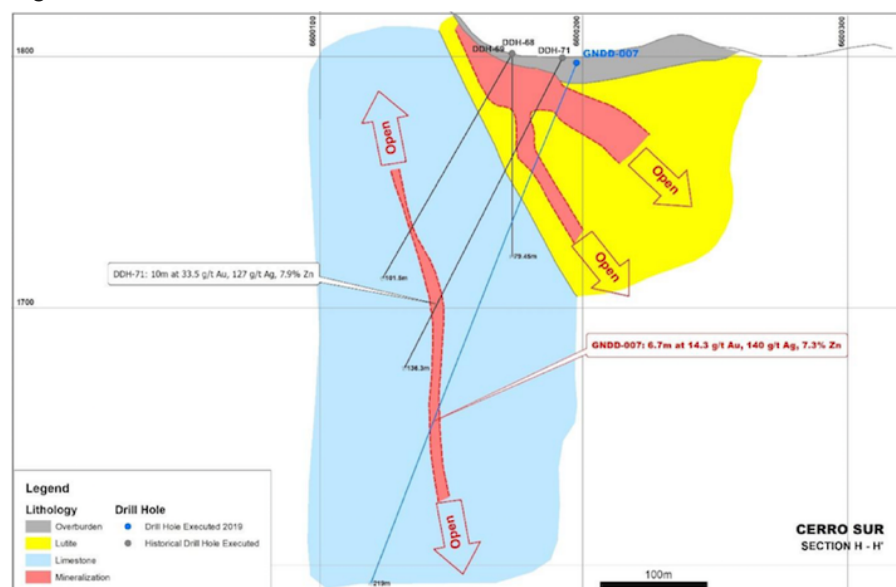 6600100
6600200
6600300
1800
DDH-69
DDH-68
DDH-71
GNDD-007
Open
Open
Open
79.45m
101.8m
DDH-71: 10m at 33.5 g/t Au, 127 g/t Ag, 7.9% Zn
1700
136.3m
GNDD-007: 6.7m at 14.3 g/t Au, 140 g/t Ag, 7.3% Zn
Open
219m
Legend
Lithology
Overburden
Lutite
Limestone
Mineralization
Drill Hole
Drill Hole Executed 2019
Historical Drill Hole Executed
CERRO SUR
SECTION H - H'
100m